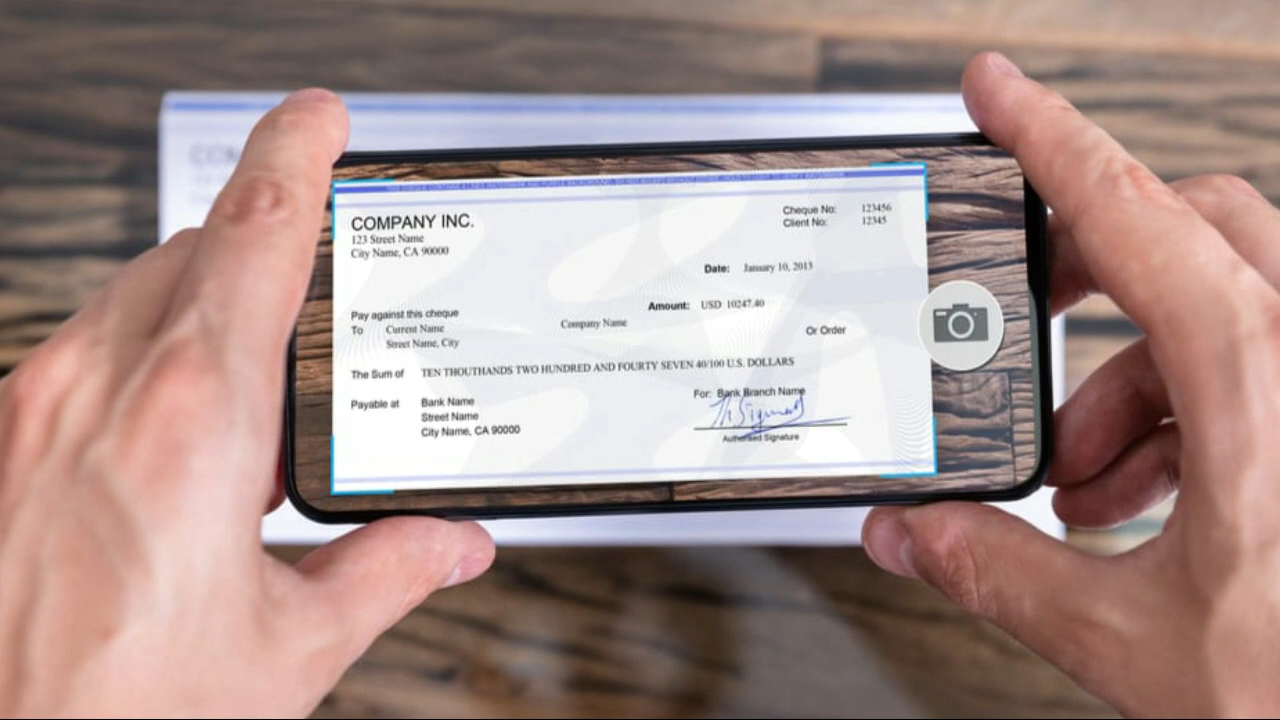 COMPANY INC.
123 Street Name
City Name, CA 90000
Cheque No: 123456
Client No: 12345
Date: January 10, 2013
Amount: USD 10247.40
Pay against this cheque
To Current Name Company Name Or Order
Street Name, City
The Sum of TEN THOUTHANDS TWO HUNDRED AND FOURTY SEVEN 40/100 U.S. DOLLARS
Payable at Bank Name
Street Name
City Name, CA 90000
For: Bank Branch Name
Authorised Signature